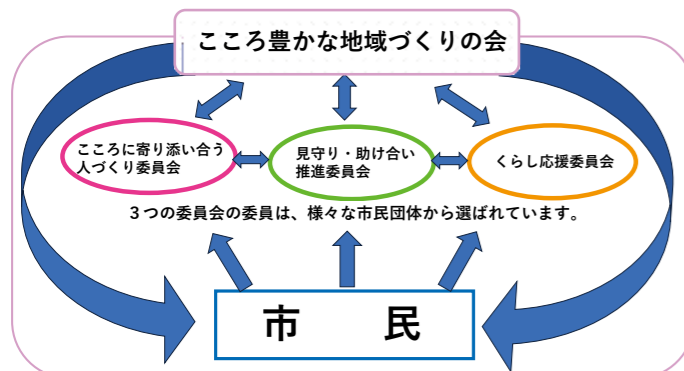 こころ豊かな地域づくりの会
こころに寄り添い合う
人づくり委員会
見守り・助け合い
推進委員会
くらし応援委員会
３つの委員会の委員は、様々な市民団体から選ばれています。
市　民